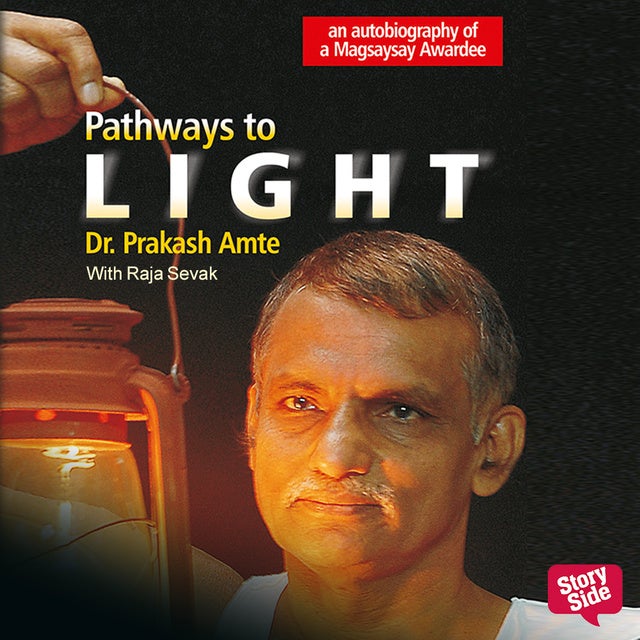 an autobiography of
a Magsaysay Awardee
Pathways to
LIGHT
Dr. Prakash Amte
With Raja Sevak
Story
Side